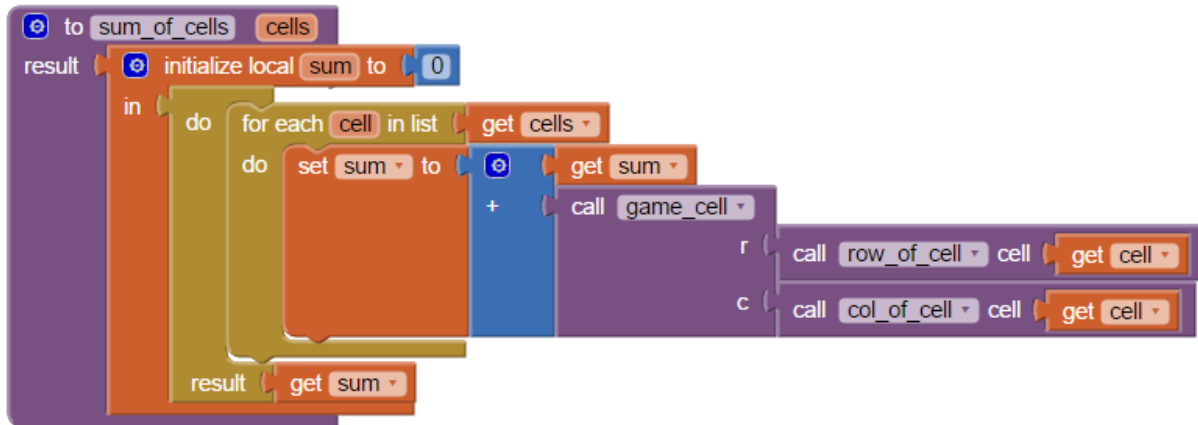 to sum_of_cells cells
result initialize local sum to 0
in do for each cell in list get cells
do set sum to get sum
+ call game_cell
r call row_of_cell cell get cell
c call col_of_cell cell get cell
result get sum